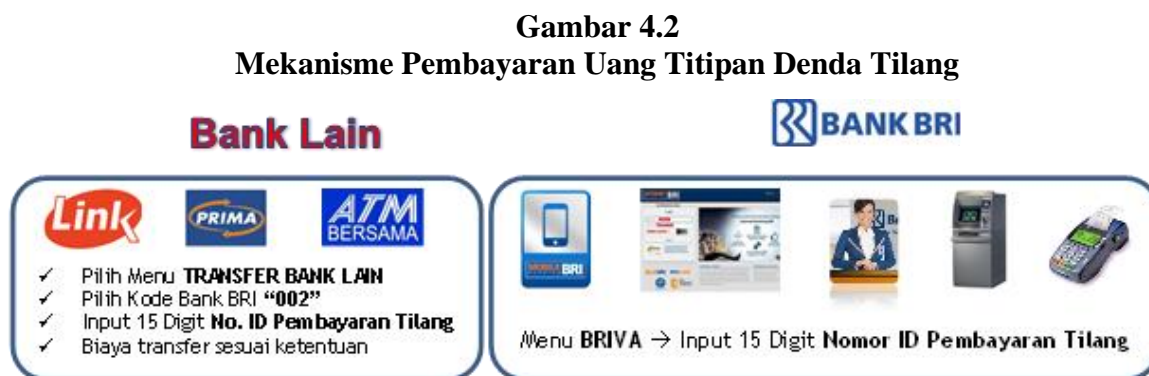 Gambar 4.2
Mekanisme Pembayaran Uang Titipan Denda Tilang
Bank Lain
BANK BRI
Link
PRIMA
ATM
BERSAMA
✓ Pilih Menu TRANSFER BANK LAIN
✓ Pilih Kode Bank BRI “002”
✓ Input 15 Digit No. ID Pembayaran Tilang
✓ Biaya transfer sesuai ketentuan
MOBILE BRI
Menu BRIVA → Input 15 Digit Nomor ID Pembayaran Tilang